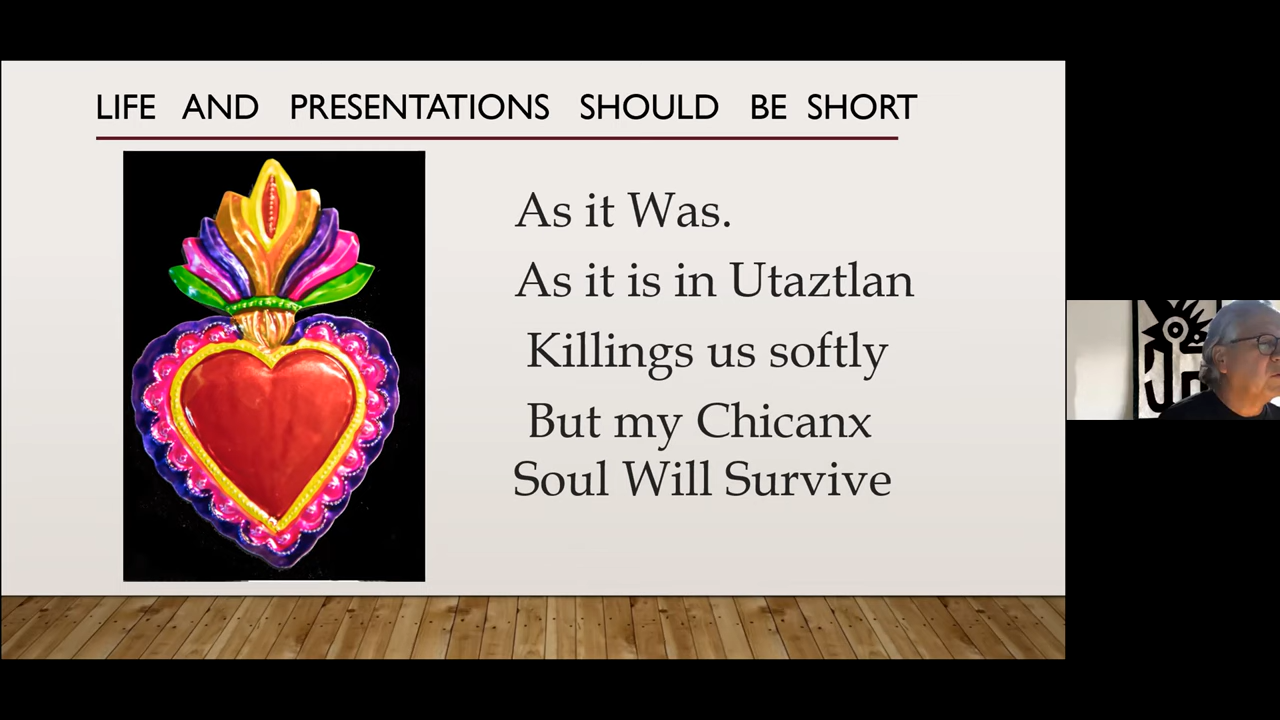 LIFE AND PRESENTATIONS SHOULD BE SHORT
As it Was.
As it is in Utaztlan
Killings us softly
But my Chicanx
Soul Will Survive